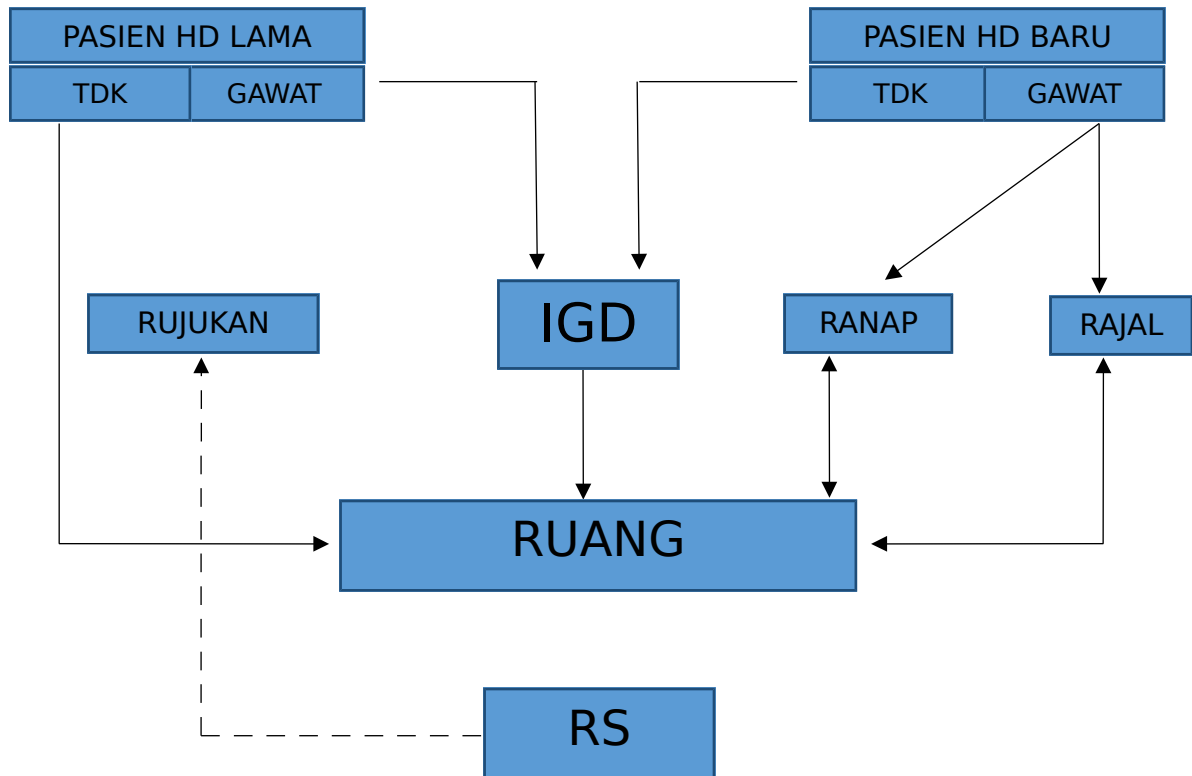 PASIEN HD LAMA
TDK
GAWAT
PASIEN HD BARU
TDK
GAWAT
RUJUKAN
IGD
RANAP
RAJAL
RUANG
RS